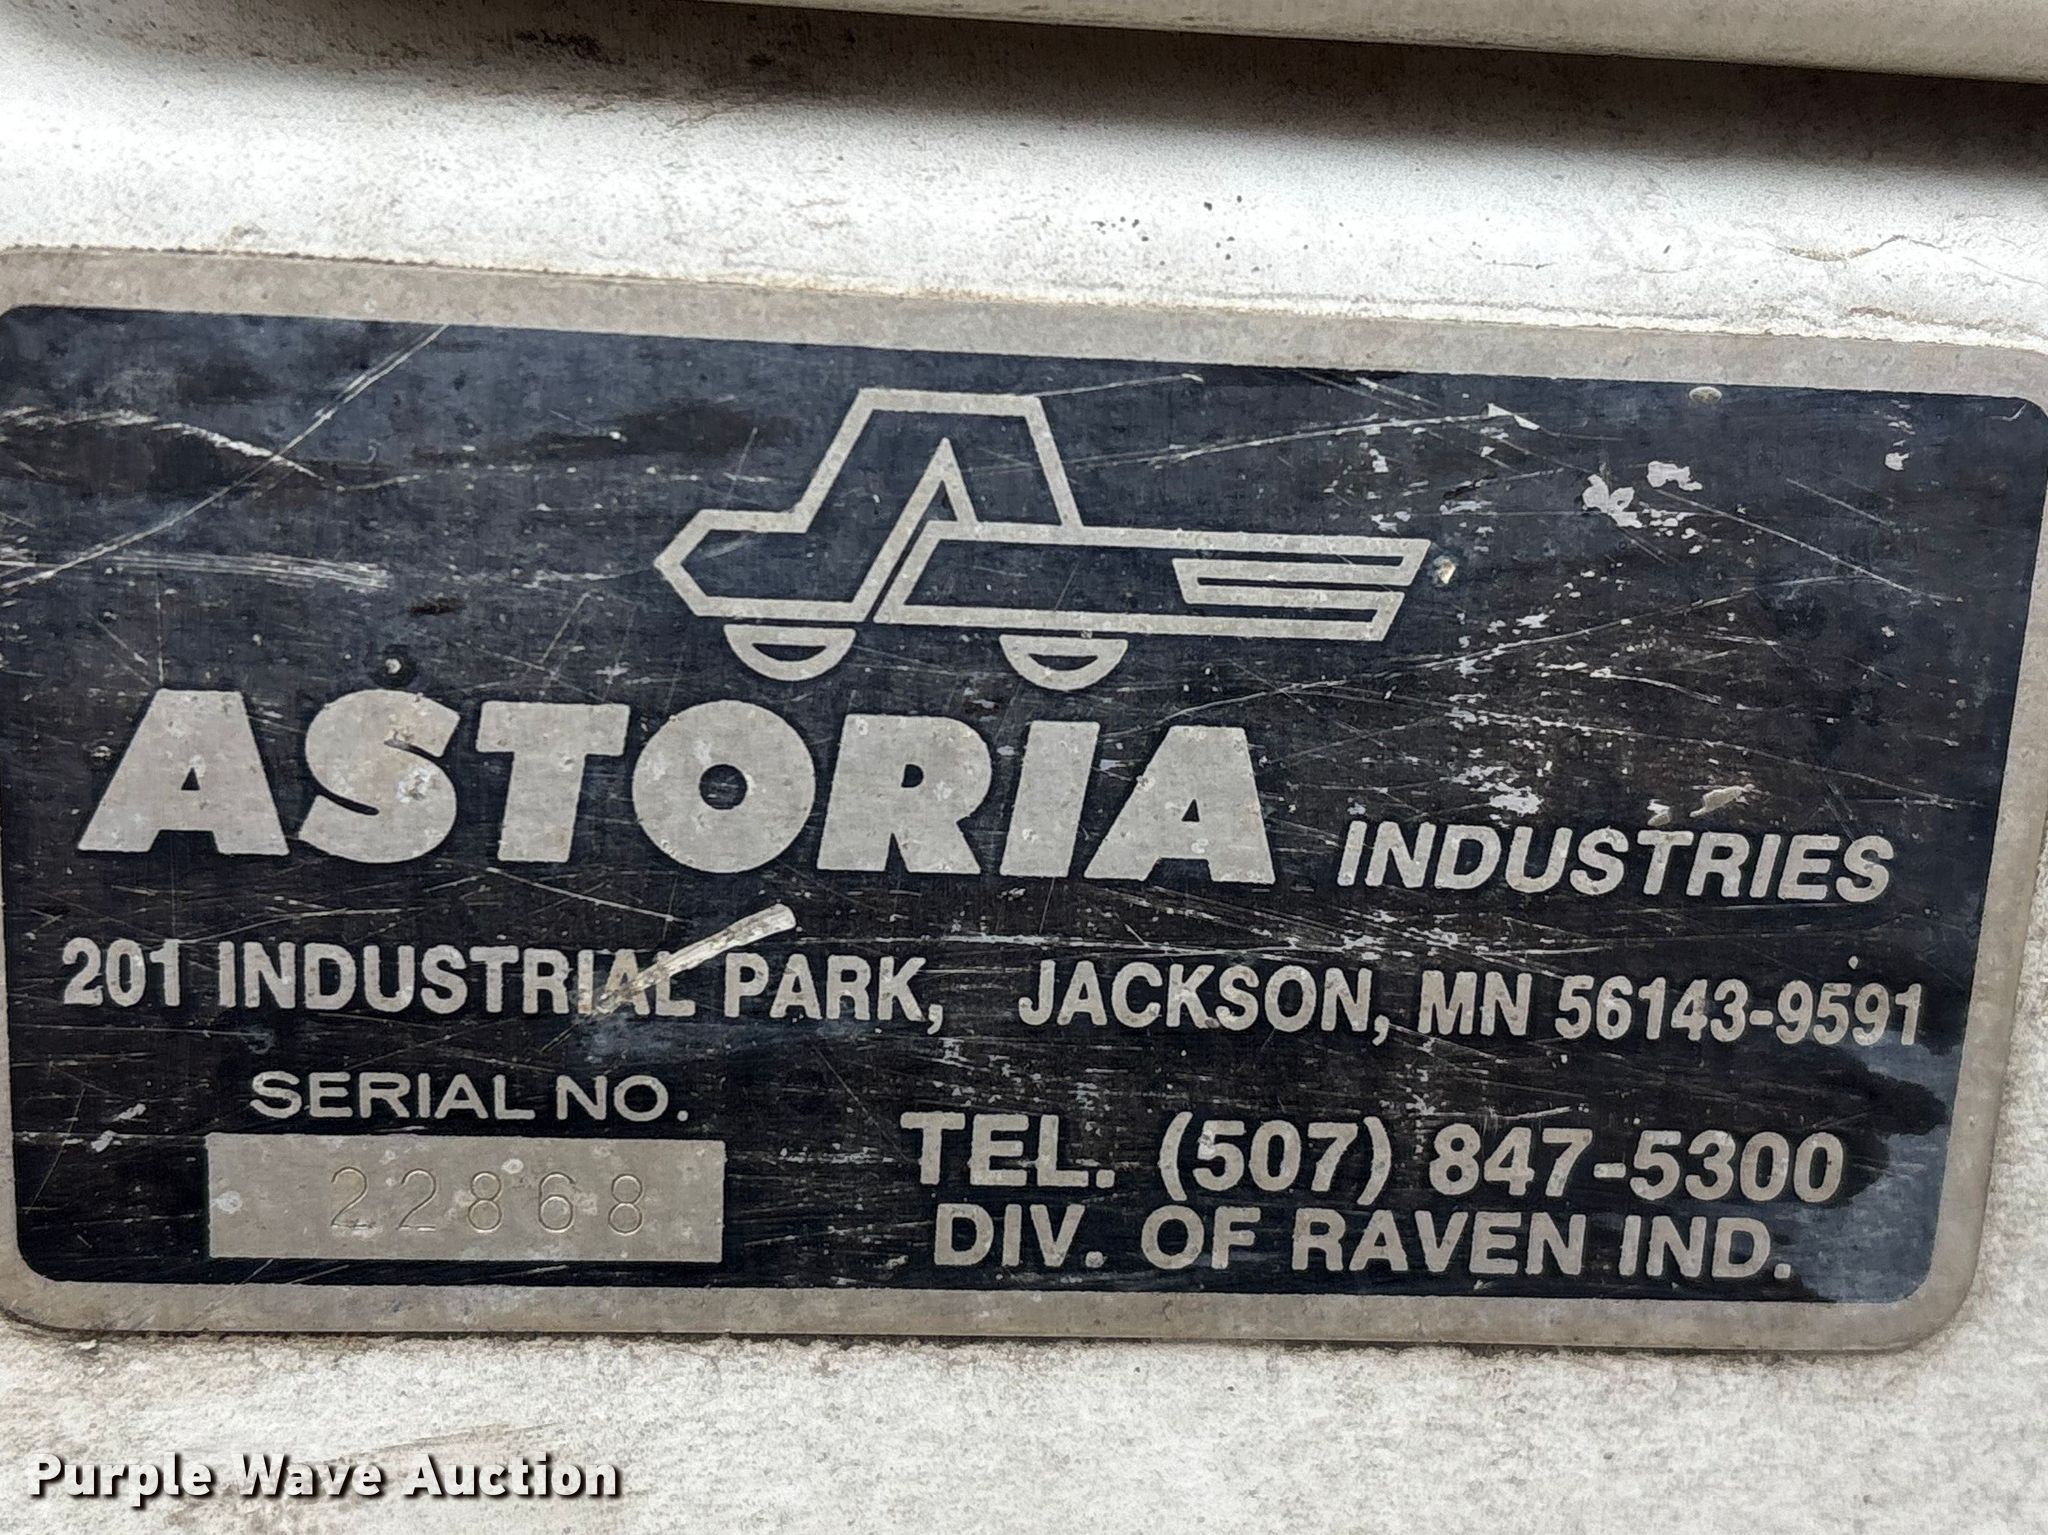 ASTORIA INDUSTRIES
201 INDUSTRIAL PARK, JACKSON, MN 56143-9591
SERIAL NO.
22868
TEL. (507) 847-5300
DIV. OF RAVEN IND.
Purple Wave Auction